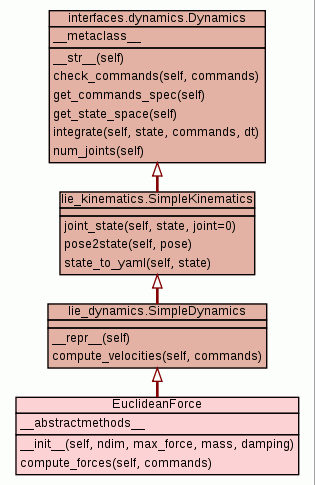 interfaces.dynamics.Dynamics
__metaclass__
__str__(self)
check_commands(self, commands)
get_commands_spec(self)
get_state_space(self)
integrate(self, state, commands, dt)
num_joints(self)
lie_kinematics.SimpleKinematics
joint_state(self, state, joint=0)
pose2state(self, pose)
state_to_yaml(self, state)
lie_dynamics.SimpleDynamics
__repr__(self)
compute_velocities(self, commands)
EuclideanForce
__abstractmethods__
__init__(self, ndim, max_force, mass, damping)
compute_forces(self, commands)